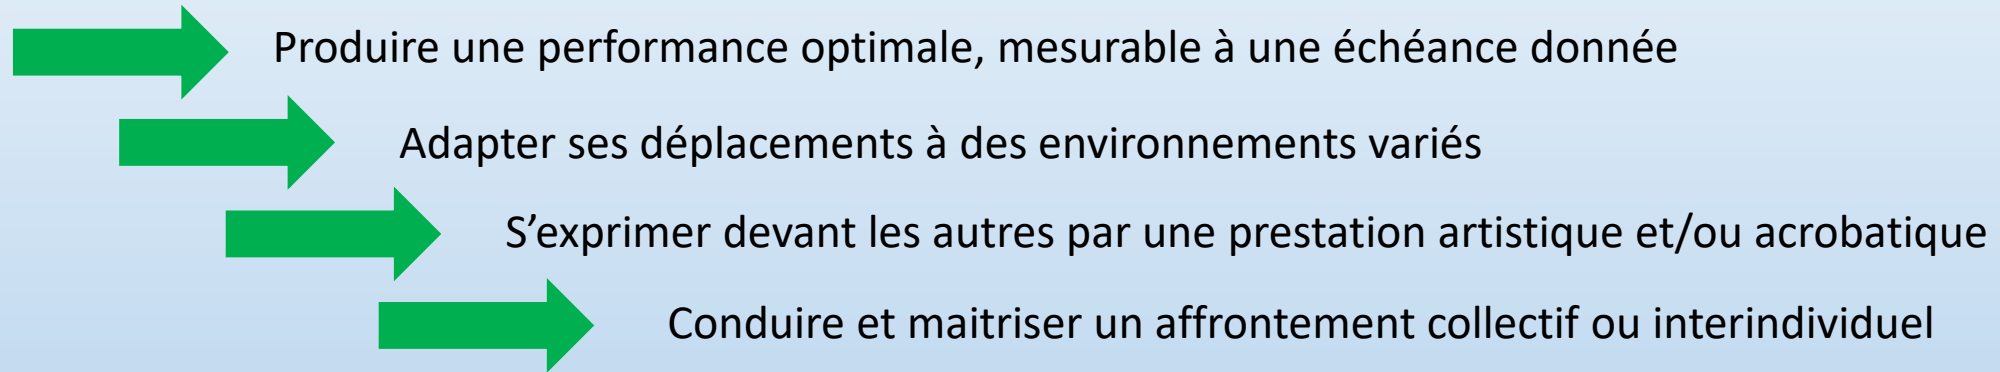 Produire une performance optimale, mesurable à une échéance donnée
Adapter ses déplacements à des environnements variés
S’exprimer devant les autres par une prestation artistique et/ou acrobatique
Conduire et maitriser un affrontement collectif ou interindividuel